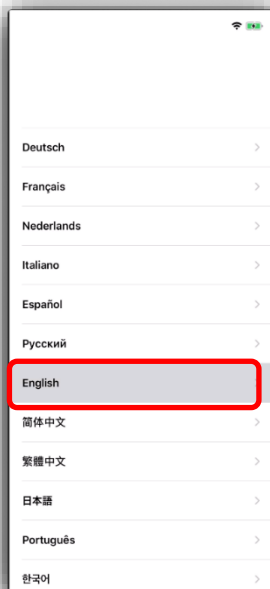 Deutsch
Français
Nederlands
Italiano
Español
Русский
English
简体中文
繁體中文
日本語
Português
한국어